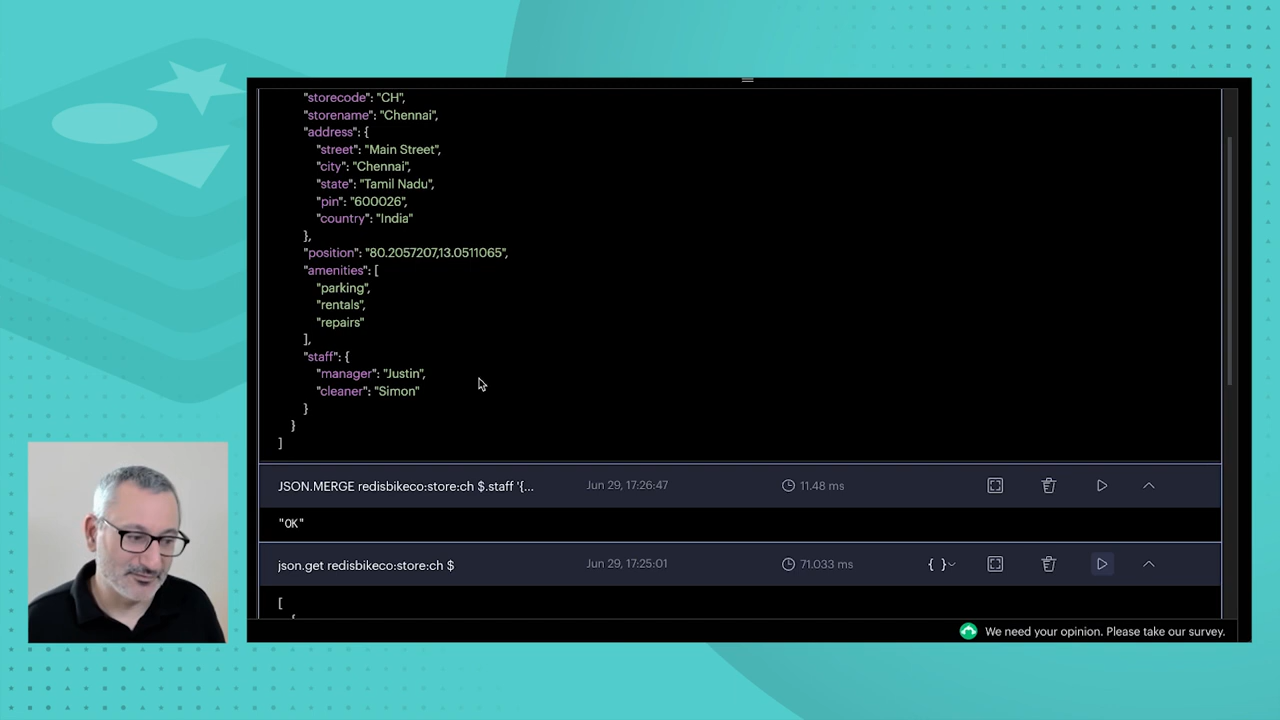 "storecode": "CH",
"storename": "Chennai",
"address": {
"street": "Main Street",
"city": "Chennai",
"state": "Tamil Nadu",
"pin": "600026",
"country": "India"
},
"position": "80.2057207,13.0511065",
"amenities": [
"parking",
"rentals",
"repairs"
],
"staff": {
"manager": "Justin",
"cleaner": "Simon"
}
}
]
JSON.MERGE redisbikeco:store:ch $.staff '{... Jun 29, 17:26:47 11.48 ms
"OK"
json.get redisbikeco:store:ch $ Jun 29, 17:25:01 71.033 ms { }
[
We need your opinion. Please take our survey.